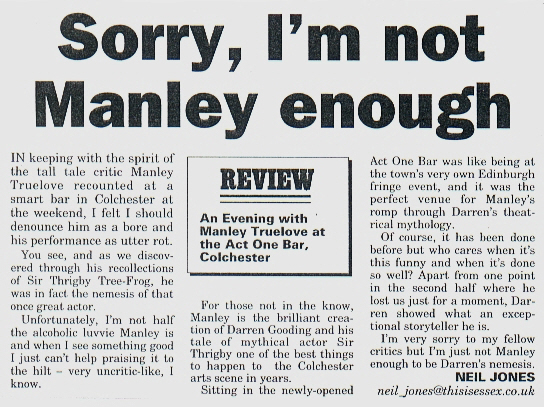 Sorry, I'm not
Manley enough
IN keeping with the spirit of
the tall tale critic Manley
Truelove recounted at a
smart bar in Colchester at
the weekend, I felt I should
denounce him as a bore and
his performance as utter rot.
You see, and as we discov-
ered through his recollections
of Sir Thrigby Tree-Frog, he
was in fact the nemesis of that
once great actor.
Unfortunately, I'm not half
the alcoholic luvvie Manley is
and when I see something good
I just can't help praising it to
the hilt – very uncritic-like, I
know.
REVIEW
An Evening with
Manley Truelove at
the Act One Bar,
Colchester
For those not in the know,
Manley is the brilliant crea-
tion of Darren Gooding and his
tale of mythical actor Sir
Thrigby one of the best things
to happen to the Colchester
arts scene in years.
Sitting in the newly-opened
Act One Bar was like being at
the town's very own Edinburgh
fringe event, and it was the
perfect venue for Manley's
romp through Darren's theat-
rical mythology.
Of course, it has been done
before but who cares when it's
this funny and when it's done
so well? Apart from one point
in the second half where he
lost us just for a moment, Dar-
ren showed what an excep-
tional storyteller he is.
I'm very sorry to my fellow
critics but I'm just not Manley
enough to be Darren's nemesis.
NEIL JONES
neil_jones@thisisessex.co.uk